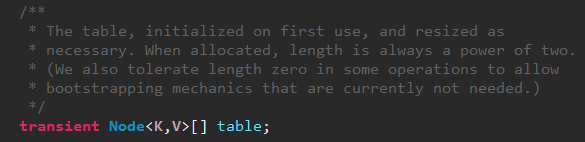 /**
* The table, initialized on first use, and resized as
* necessary. When allocated, length is always a power of two.
* (We also tolerate length zero in some operations to allow
* bootstrapping mechanics that are currently not needed.)
*/
transient Node<K,V>[] table;